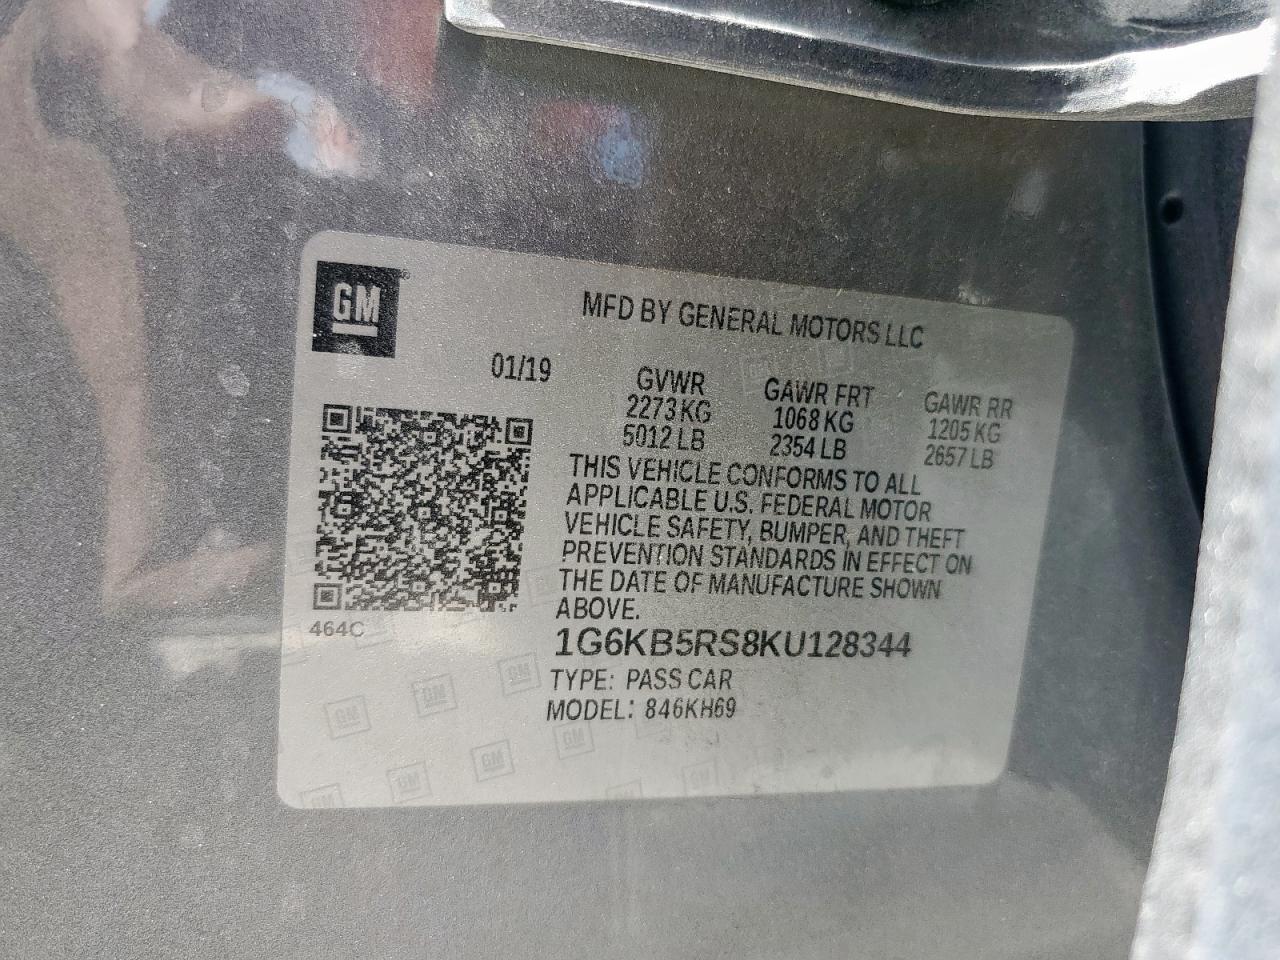 GM
MFD BY GENERAL MOTORS LLC
01/19
GVWR
2273 KG
5012 LB
GAWR FRT
1068 KG
2354 LB
GAWR RR
1205 KG
2657 LB
THIS VEHICLE CONFORMS TO ALL
APPLICABLE U.S. FEDERAL MOTOR
VEHICLE SAFETY, BUMPER, AND THEFT
PREVENTION STANDARDS IN EFFECT ON
THE DATE OF MANUFACTURE SHOWN
ABOVE.
464C
1G6KB5RS8KU128344
TYPE: PASS CAR
MODEL: 846KH69